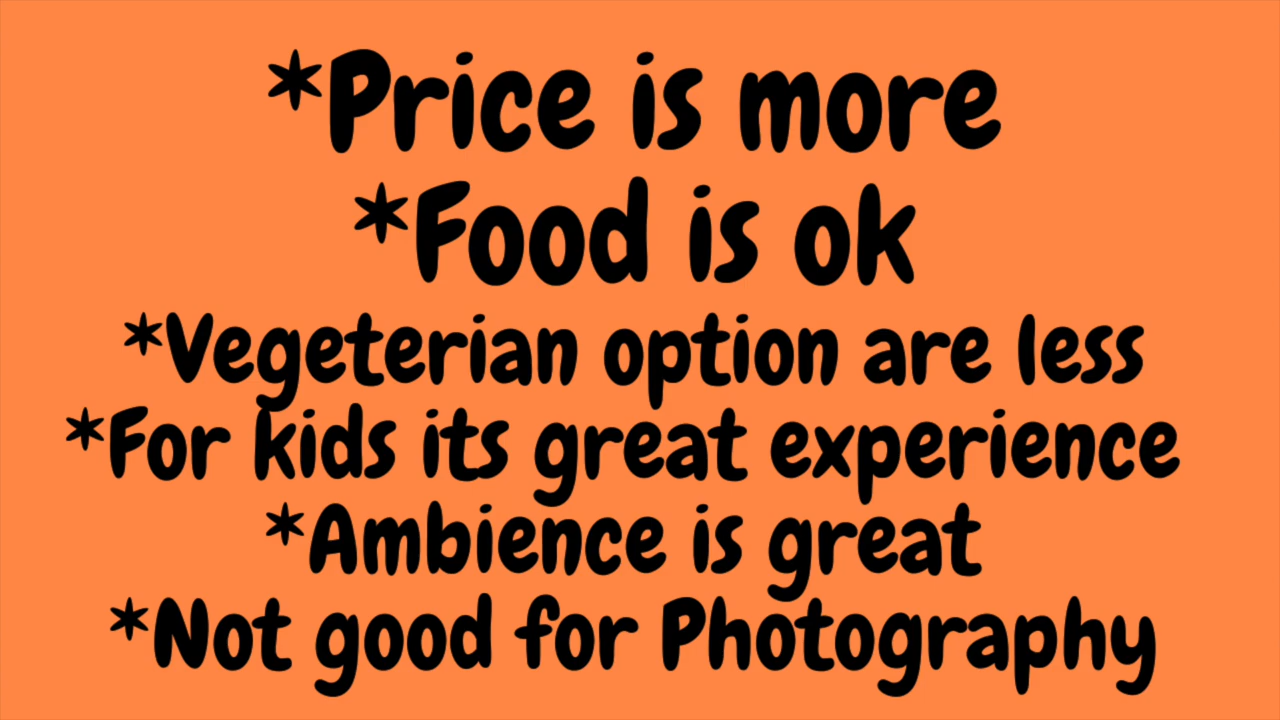 *Price is more
*Food is ok
*Vegeterian option are less
*For kids its great experience
*Ambience is great
*Not good for Photography